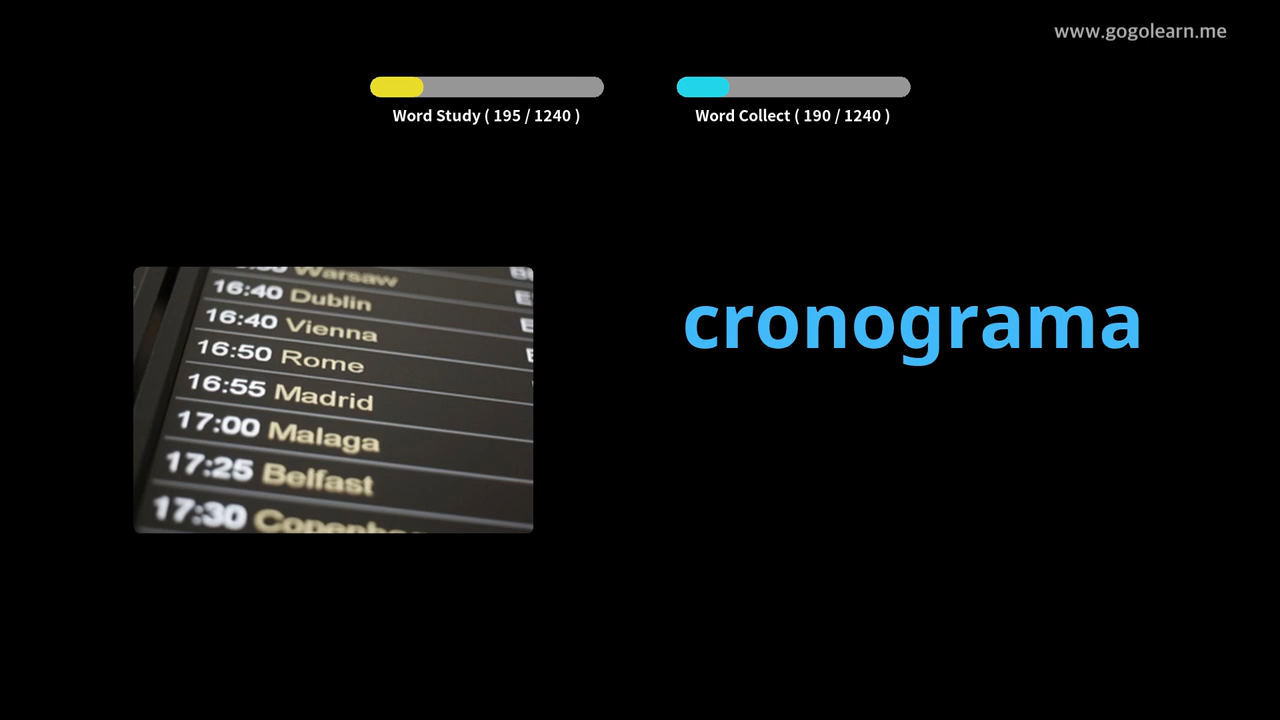 www.gogolearn.me
Word Study ( 195 / 1240 )
Word Collect ( 190 / 1240 )
Warsaw
16:40 Dublin
16:40 Vienna
16:50 Rome
16:55 Madrid
17:00 Malaga
17:25 Belfast
17:30
cronograma